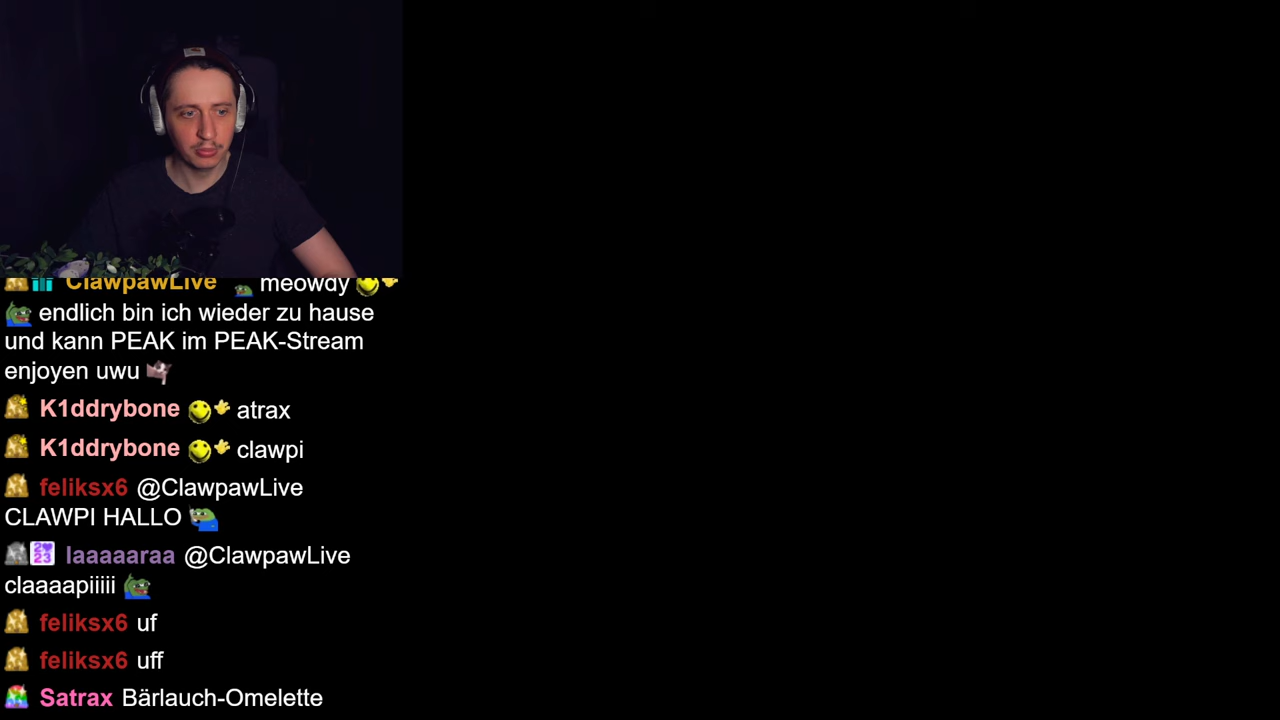 ClawpawLive meowdy
endlich bin ich wieder zu hause
und kann PEAK im PEAK-Stream
enjoyen uwu
K1ddrybone atrax
K1ddrybone clawpi
feliksx6 @ClawpawLive
CLAWPI HALLO
laaaaaraa @ClawpawLive
claaaapiiiii
feliksx6 uf
feliksx6 uff
Satrax Bärlauch-Omelette